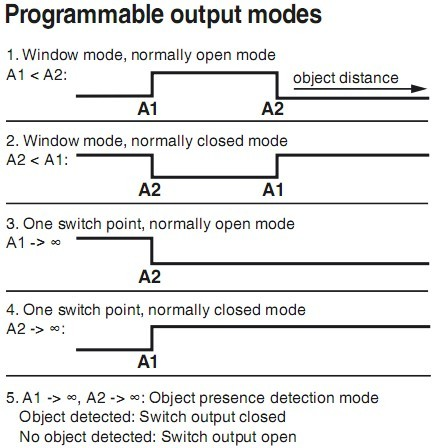 Programmable output modes
1. Window mode, normally open mode
A1 < A2:
object distance
A1 A2
2. Window mode, normally closed mode
A2 < A1:
A2 A1
3. One switch point, normally open mode
A1 -> ∞
A2
4. One switch point, normally closed mode
A2 -> ∞:
A1
5. A1 -> ∞, A2 -> ∞: Object presence detection mode
Object detected: Switch output closed
No object detected: Switch output open